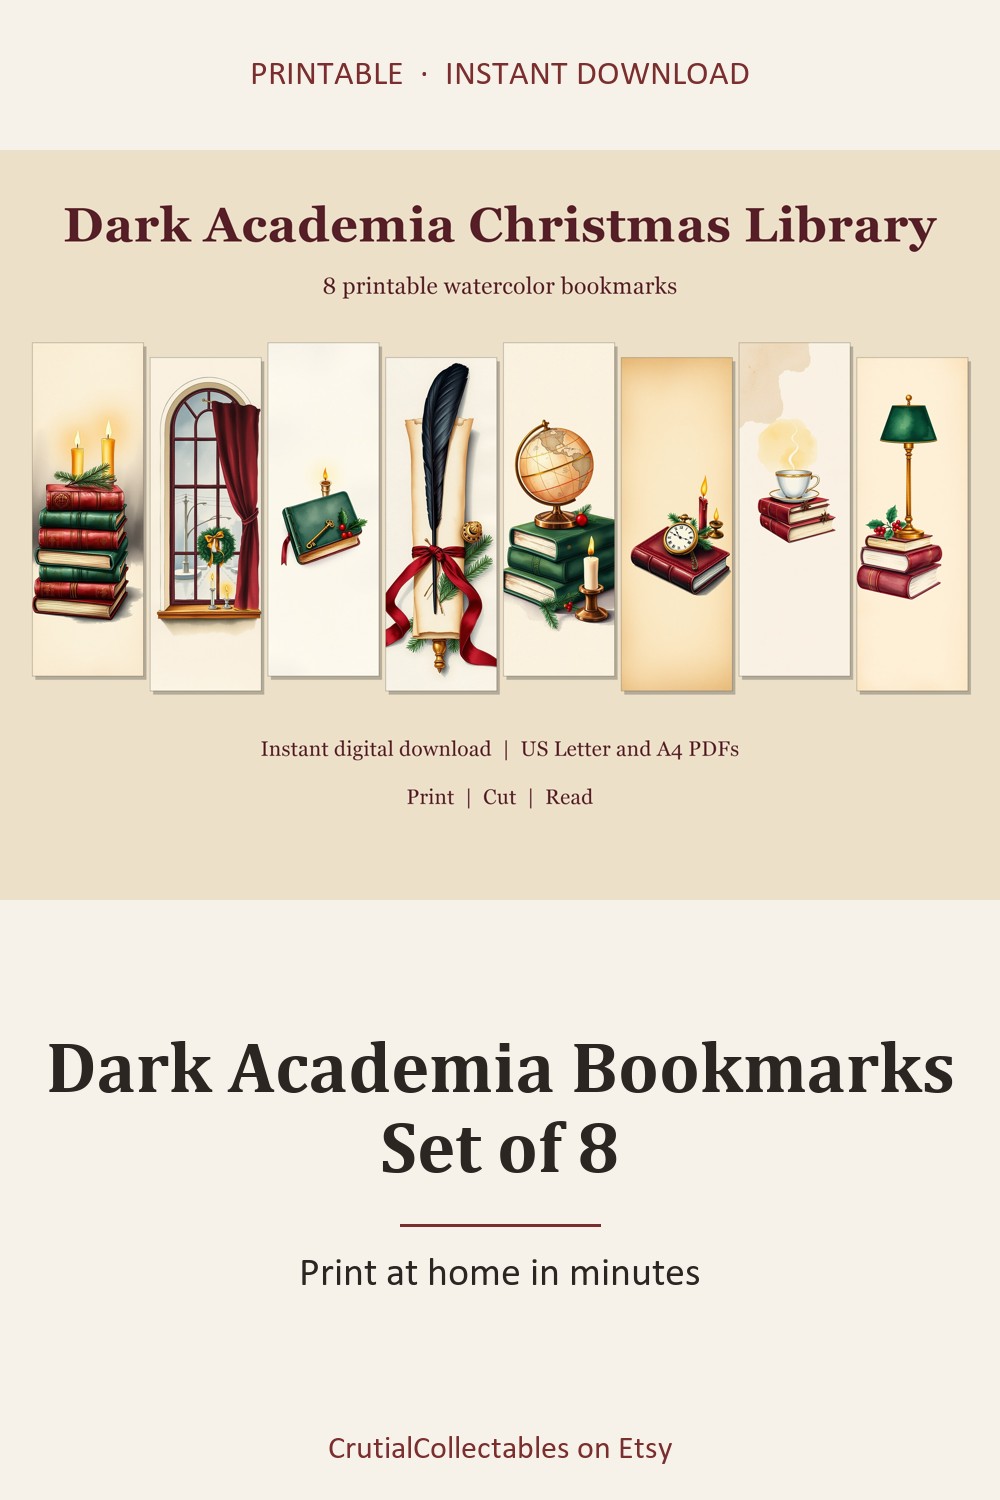 PRINTABLE · INSTANT DOWNLOAD
Dark Academia Christmas Library
8 printable watercolor bookmarks
Instant digital download | US Letter and A4 PDFs
Print | Cut | Read
Dark Academia Bookmarks
Set of 8
Print at home in minutes
CrutialCollectables on Etsy